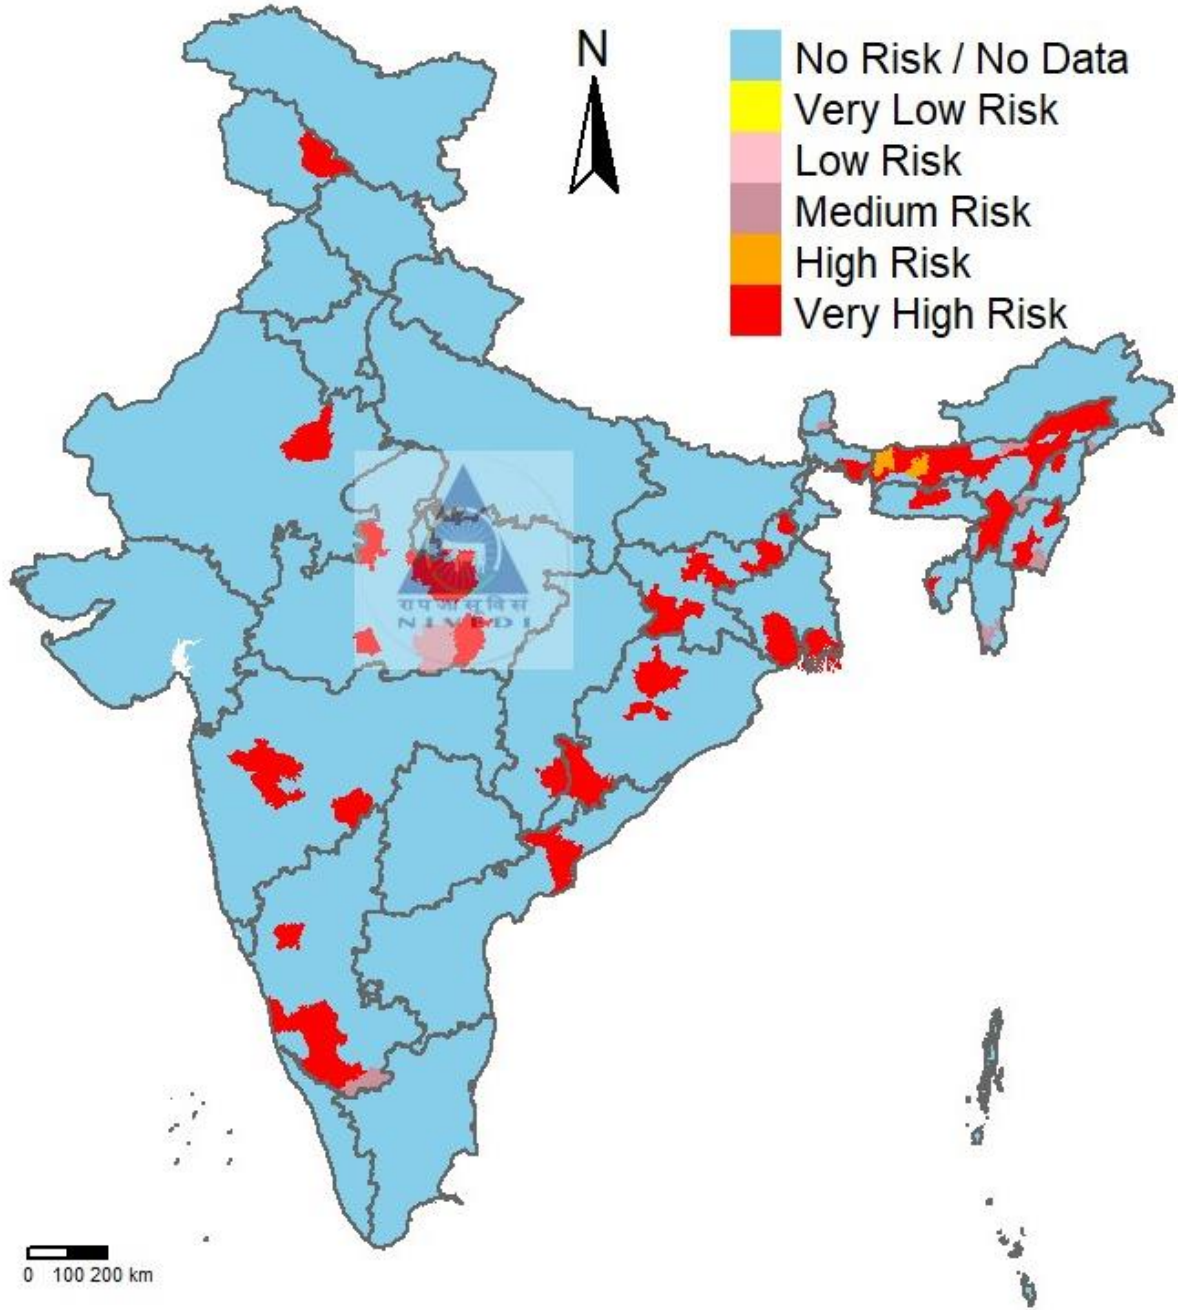 N
No Risk / No Data
Very Low Risk
Low Risk
Medium Risk
High Risk
Very High Risk
रापजासूविसं
NIVEDI
0 100 200 km